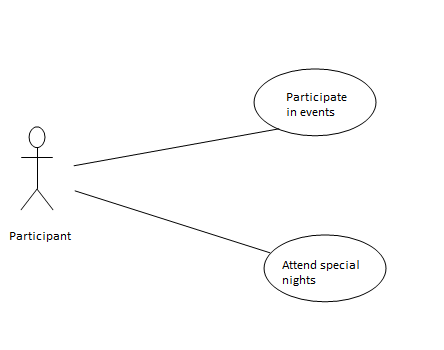 Participate
in events
Participant
Attend special
nights